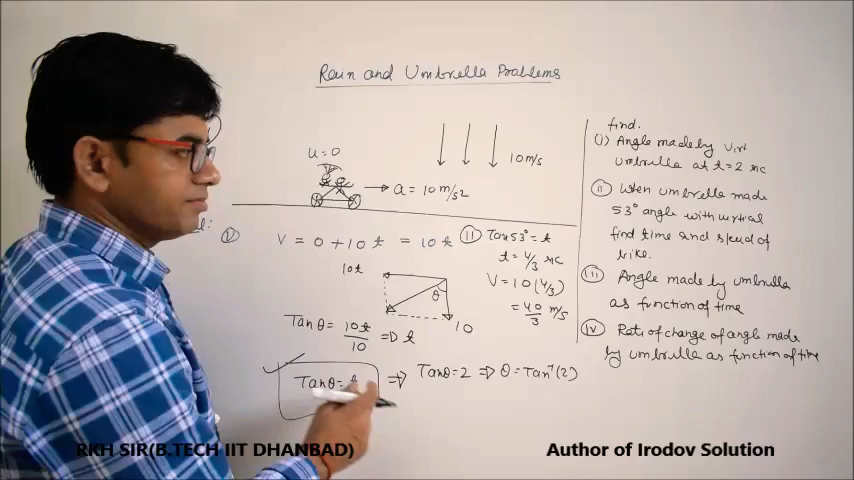 Rain and Umbrella Problems
u=0
10 m/s
a = 10 m/s²
I
V = 0 + 10t = 10t
10t
θ
10
Tanθ = 10t/10 ⇒ t
Tanθ = t ⇒ Tanθ = 2 ⇒ θ = Tan⁻¹(2)
II Tan 53° = t
t = 4/3 sec
V = 10(4/3)
= 40/3 m/s
find.
(i) Angle made by
umbrella at t = 2 sec
ii When umbrella made
53° angle with vertical
find time and speed of
bike.
iii Angle made by umbrella
as function of time
iv Rate of change of angle made
by umbrella as function of time
RKH SIR(B.TECH IIT DHANBAD)
Author of Irodov Solution